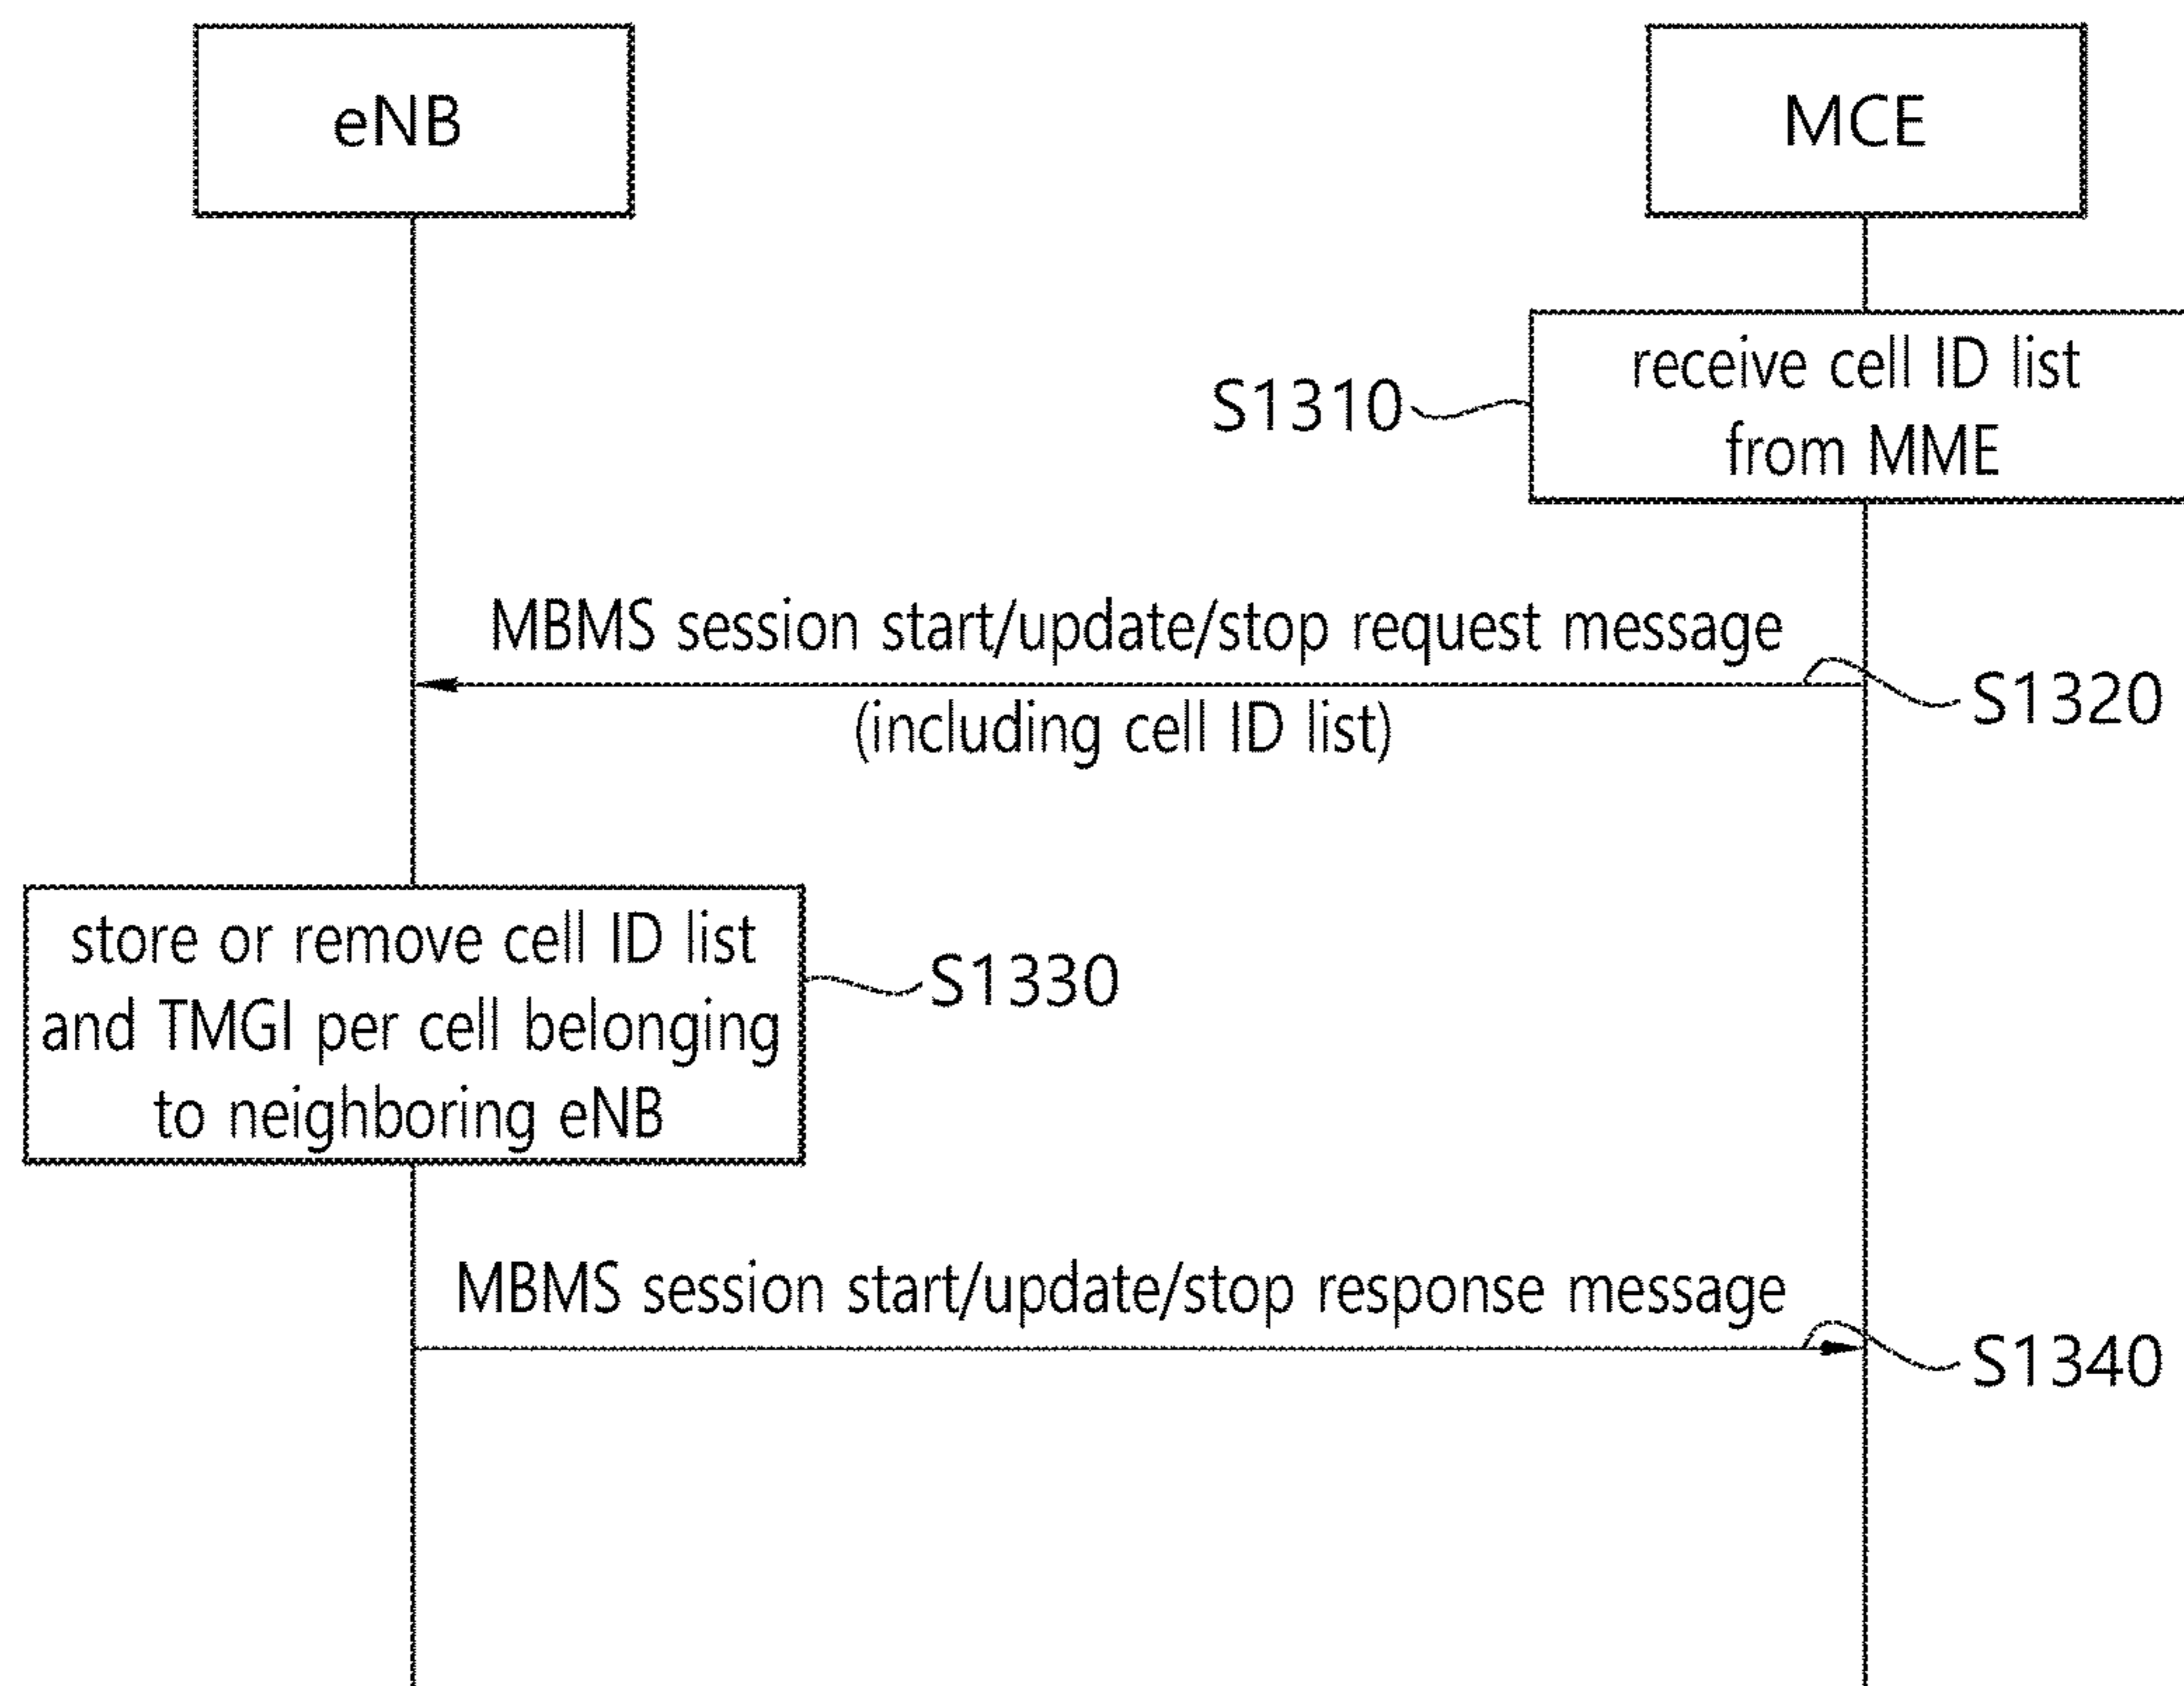 eNB
MCE
receive cell ID list
from MME
S1310
MBMS session start/update/stop request message
(including cell ID list)
S1320
store or remove cell ID list
and TMGI per cell belonging
to neighboring eNB
S1330
MBMS session start/update/stop response message
S1340